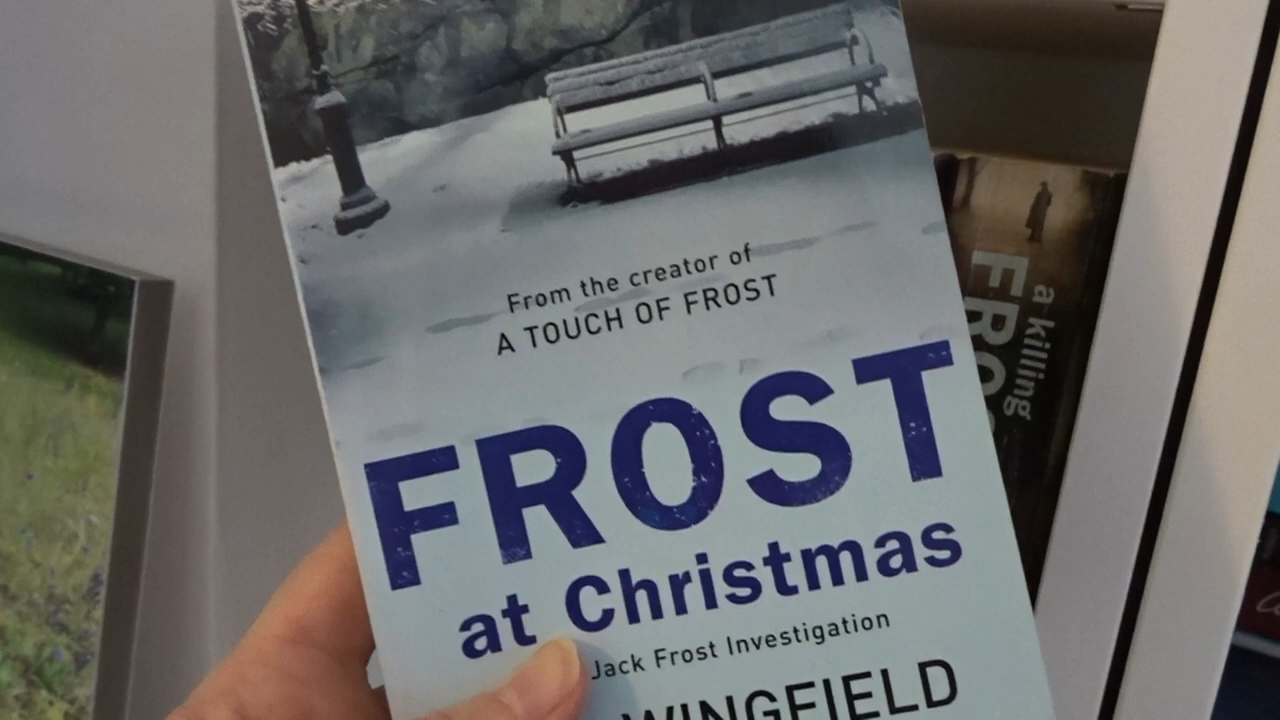 From the creator of
A TOUCH OF FROST
FROST
at Christmas
Jack Frost Investigation
WINGFIELD
a killing